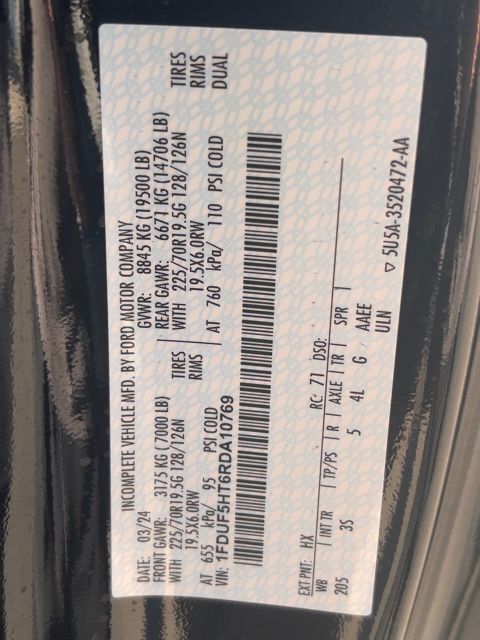 INCOMPLETE VEHICLE MFD. BY FORD MOTOR COMPANY
DATE: 03/24 GVWR: 8845 KG (19500 LB)
FRONT GAWR: 3175 KG (7000 LB) REAR GAWR: 6671 KG (14706 LB)
WITH 225/70R19.5G 128/126N TIRES WITH 225/70R19.5G 128/126N TIRES
19.5X6.0RW RIMS 19.5X6.0RW RIMS
AT 655 kPa/ 95 PSI COLD AT 760 kPa/ 110 PSI COLD DUAL
VIN: 1FDUF5HT6RDA10769
EXT PNT: HX RC: 71 DSO:
WB INT TR TP/PS R AXLE TR SPR
205 3S 5 4L G AAEE
ULN
▽ 5U5A-3520472-AA